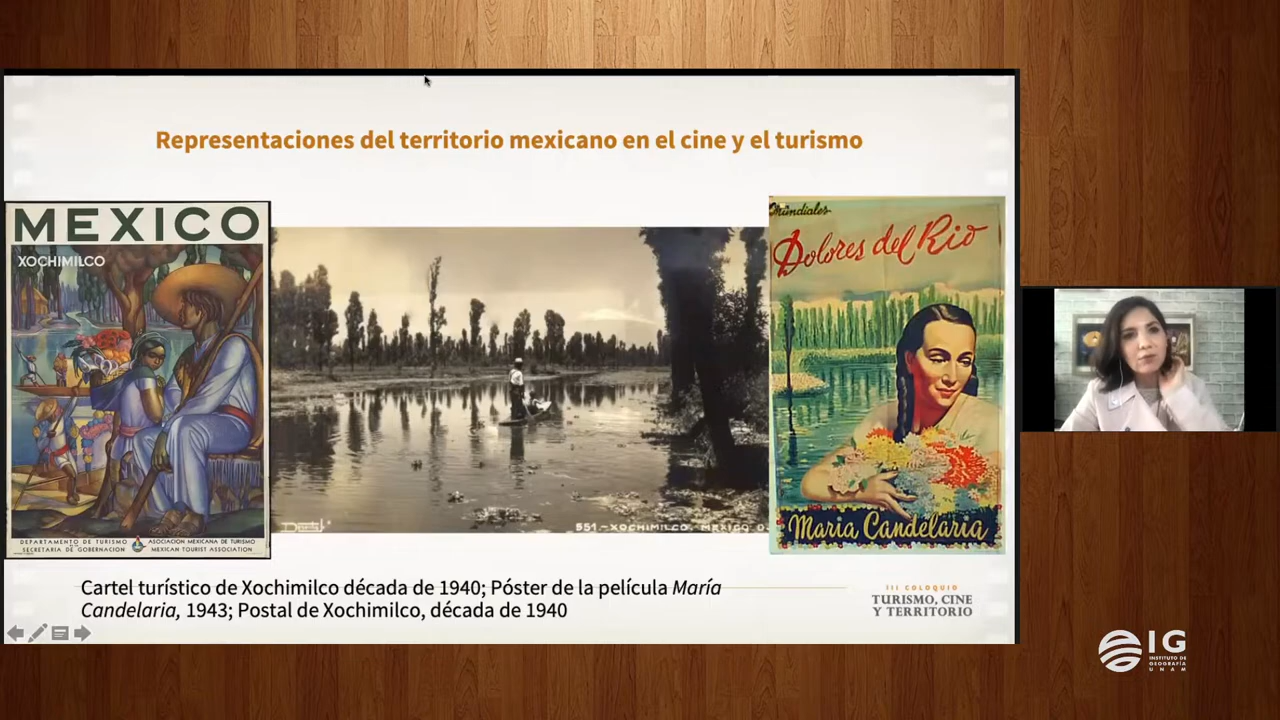 Representaciones del territorio mexicano en el cine y el turismo
MEXICO
XOCHIMILCO
DEPARTAMENTO DE TURISMO
SECRETARIA DE GOBERNACION
ASOCIACION MEXICANA DE TURISMO
MEXICAN TOURIST ASSOCIATION
551-XOCHIMILCO. MEXICO D.
Mundiales
Dolores del Rio
Maria Candelaria
Cartel turístico de Xochimilco década de 1940; Póster de la película María
Candelaria, 1943; Postal de Xochimilco, década de 1940
III COLOQUIO
TURISMO, CINE
Y TERRITORIO
IG
INSTITUTO DE
GEOGRAFÍA
UNAM